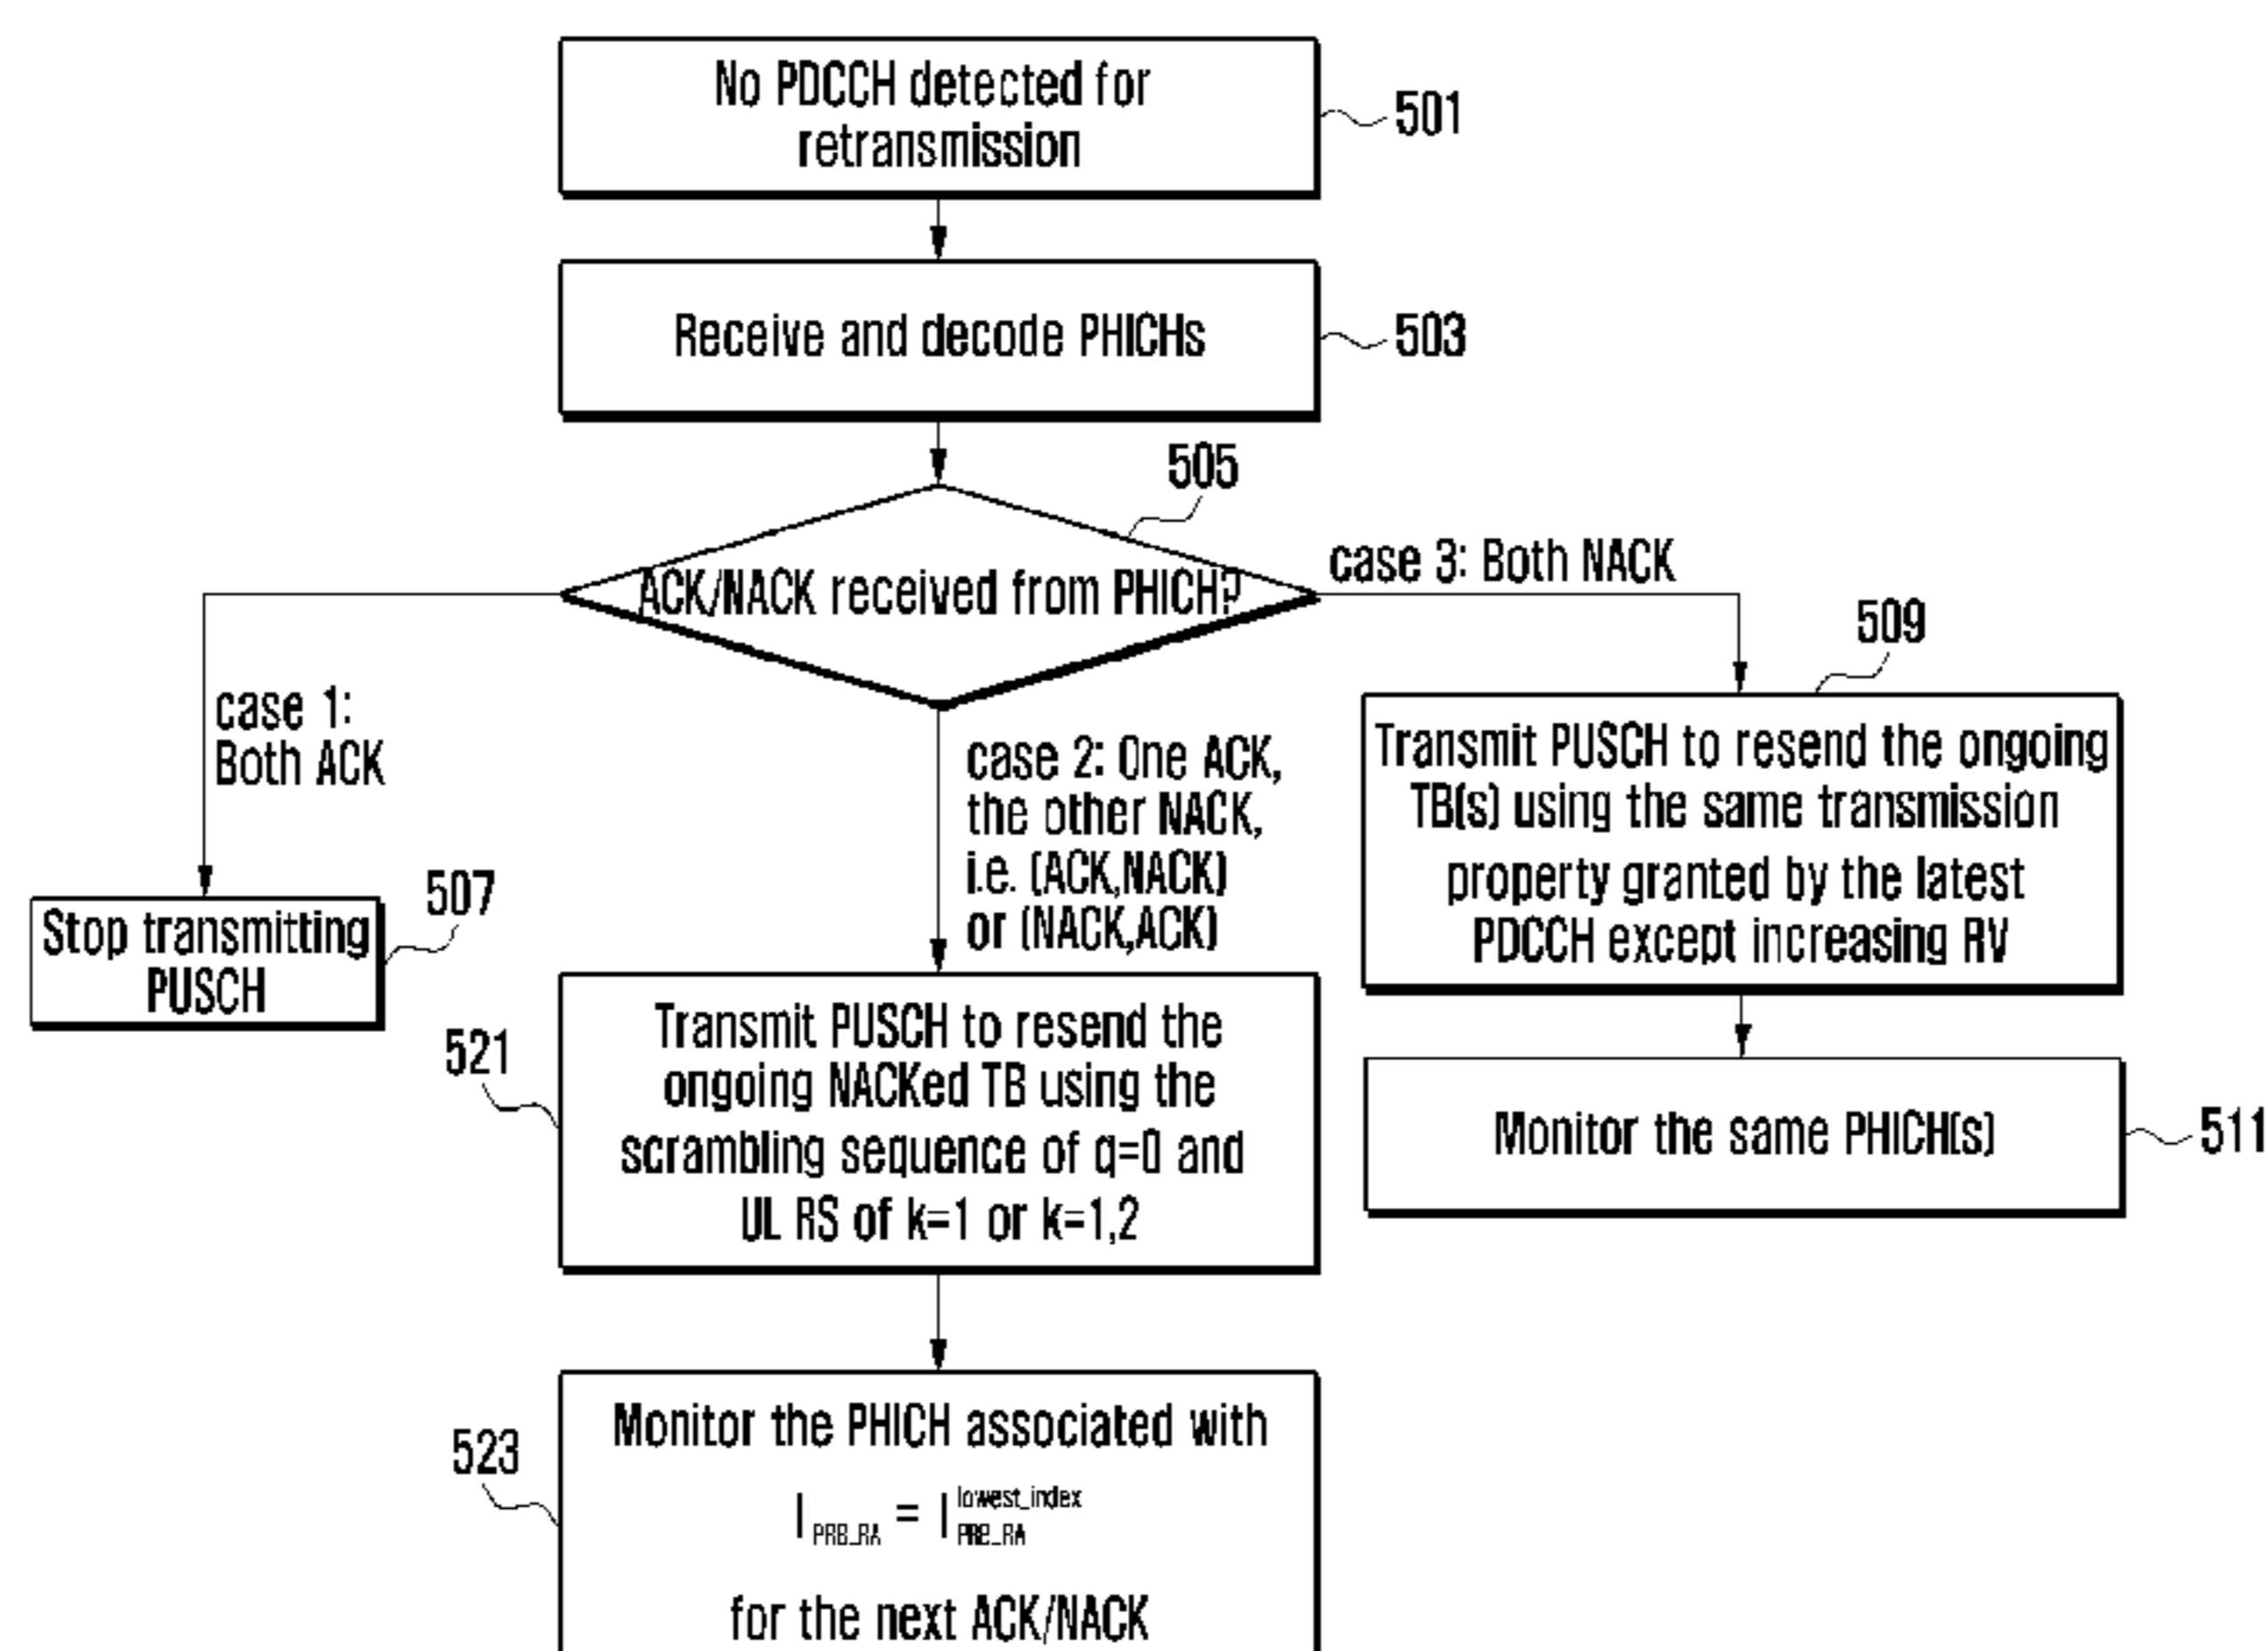 No PDCCH detected for
retransmission
501
Receive and decode PHICHs
503
505
ACK/NACK received from PHICH?
case 3: Both NACK
509
case 1:
Both ACK
case 2: One ACK,
the other NACK,
i.e. (ACK,NACK)
or (NACK,ACK)
Transmit PUSCH to resend the ongoing
TB(s) using the same transmission
property granted by the latest
PDCCH except increasing RV
Stop transmitting
PUSCH
507
521
Transmit PUSCH to resend the
ongoing NACKed TB using the
scrambling sequence of q=0 and
UL RS of k=1 or k=1,2
Monitor the same PHICH(s)
511
523
Monitor the PHICH associated with
I PRB_RA = I lowest_index PRB_RA
for the next ACK/NACK